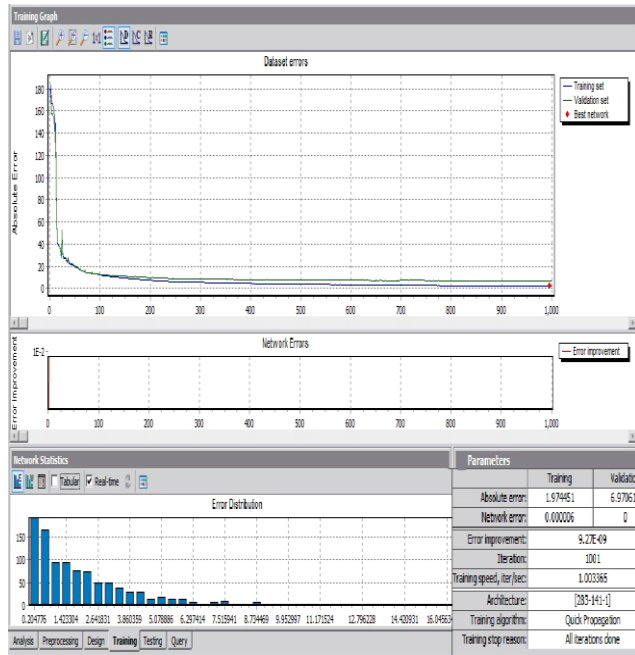 Training Graph
Dataset errors
Absolute Error
180
160
140
120
100
80
60
40
20
0
0 100 200 300 400 500 600 700 800 900 1,000
Training set
Validation set
Best network
Network Errors
Error Improvement
1E-2
0 100 200 300 400 500 600 700 800 900 1,000
Error improvement
Network Statistics
Tabular Real-time
Error Distribution
150
100
50
0
0.204776 1.423304 2.641831 3.860359 5.078886 6.297414 7.515941 8.734469 9.952997 11.171524 12.796228 14.420931 16.04563
Analysis Preprocessing Design Training Testing Query
Parameters
Training Validatio
Absolute error: 1.974451 6.97061
Network error: 0.000006 0
Error improvement: 9.27E-09
Iteration: 1001
Training speed, iter/sec: 1.003365
Architecture: [283-141-1]
Training algorithm: Quick Propagation
Training stop reason: All iterations done